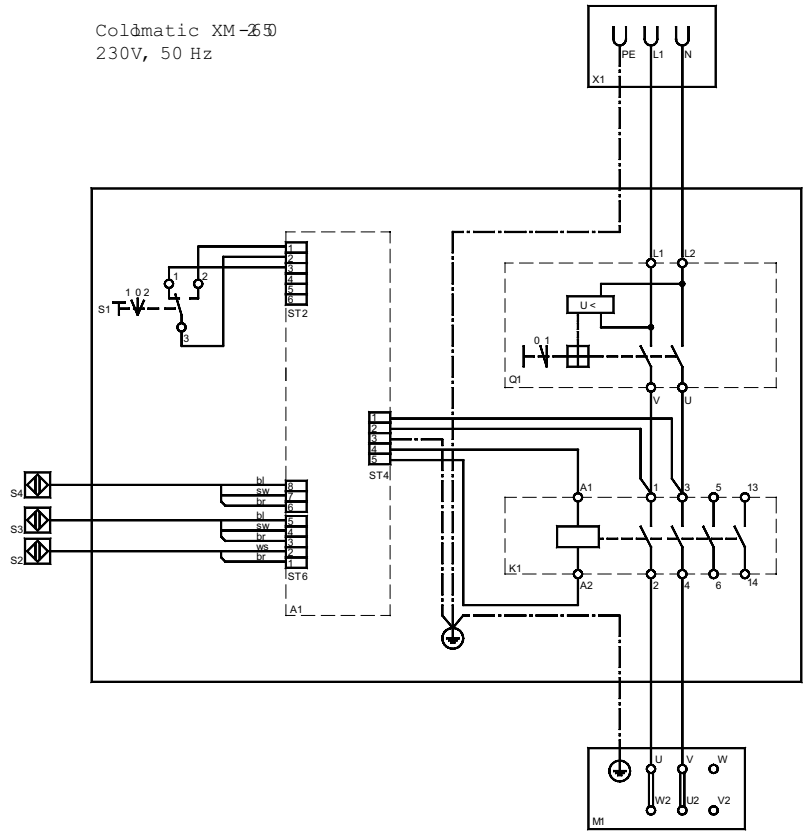 XM
230V, 50 Hz
PE L1 N
X1
L1 L2
1
2
3
4
5
6
ST2
1 2
1 0 2
S1
3
U <
0 1
Q1
V U
1
2
3
4
5
ST4
A1 1 3 5 13
K1
A2 2 4 6 14
S4
bl 8
sw 7
br 6
S3
bl 5
sw 4
br 3
S2
ws 2
br 1
ST6
A1
U V W
W2 U2 V2
M1